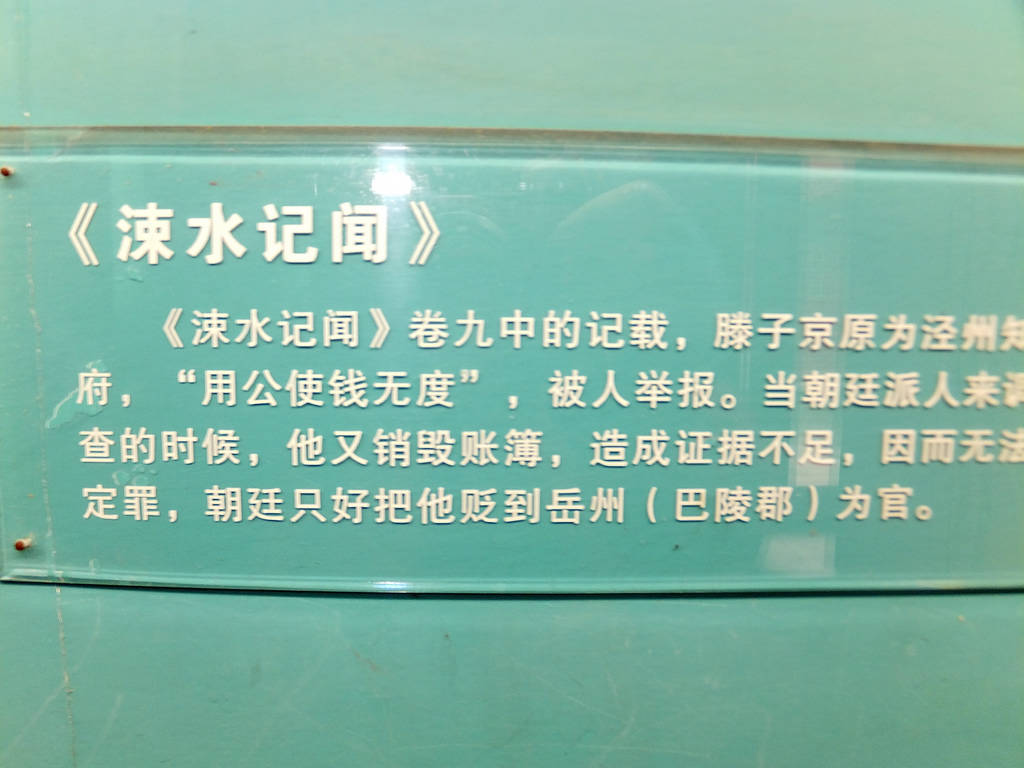 《涑水记闻》
《涑水记闻》卷九中的记载，滕子京原为泾州知
府，“用公使钱无度”，被人举报。当朝廷派人来调
查的时候，他又销毁账簿，造成证据不足，因而无法
定罪，朝廷只好把他贬到岳州（巴陵郡）为官。